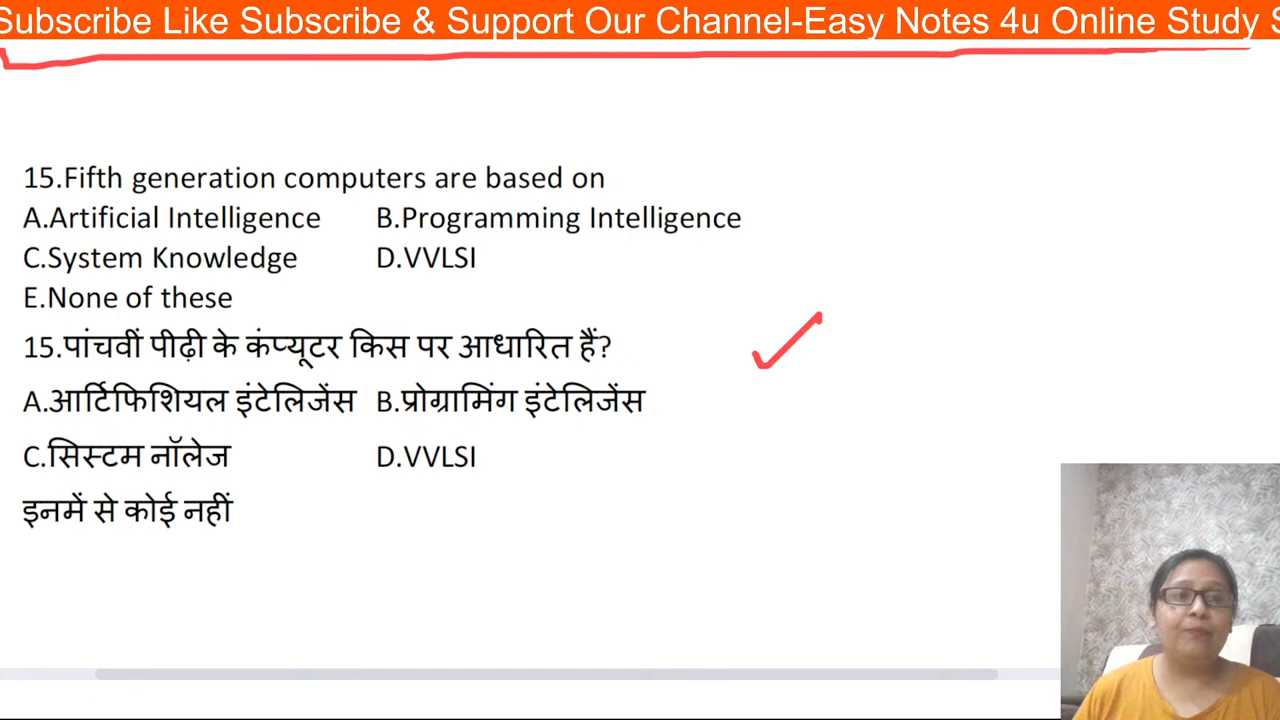 Subscribe Like Subscribe & Support Our Channel-Easy Notes 4u Online Study S
15.Fifth generation computers are based on
A.Artificial Intelligence B.Programming Intelligence
C.System Knowledge D.VVLSI
E.None of these
15.पांचवीं पीढ़ी के कंप्यूटर किस पर आधारित हैं?
A.आर्टिफिशियल इंटेलिजेंस B.प्रोग्रामिंग इंटेलिजेंस
C.सिस्टम नॉलेज D.VVLSI
इनमें से कोई नहीं